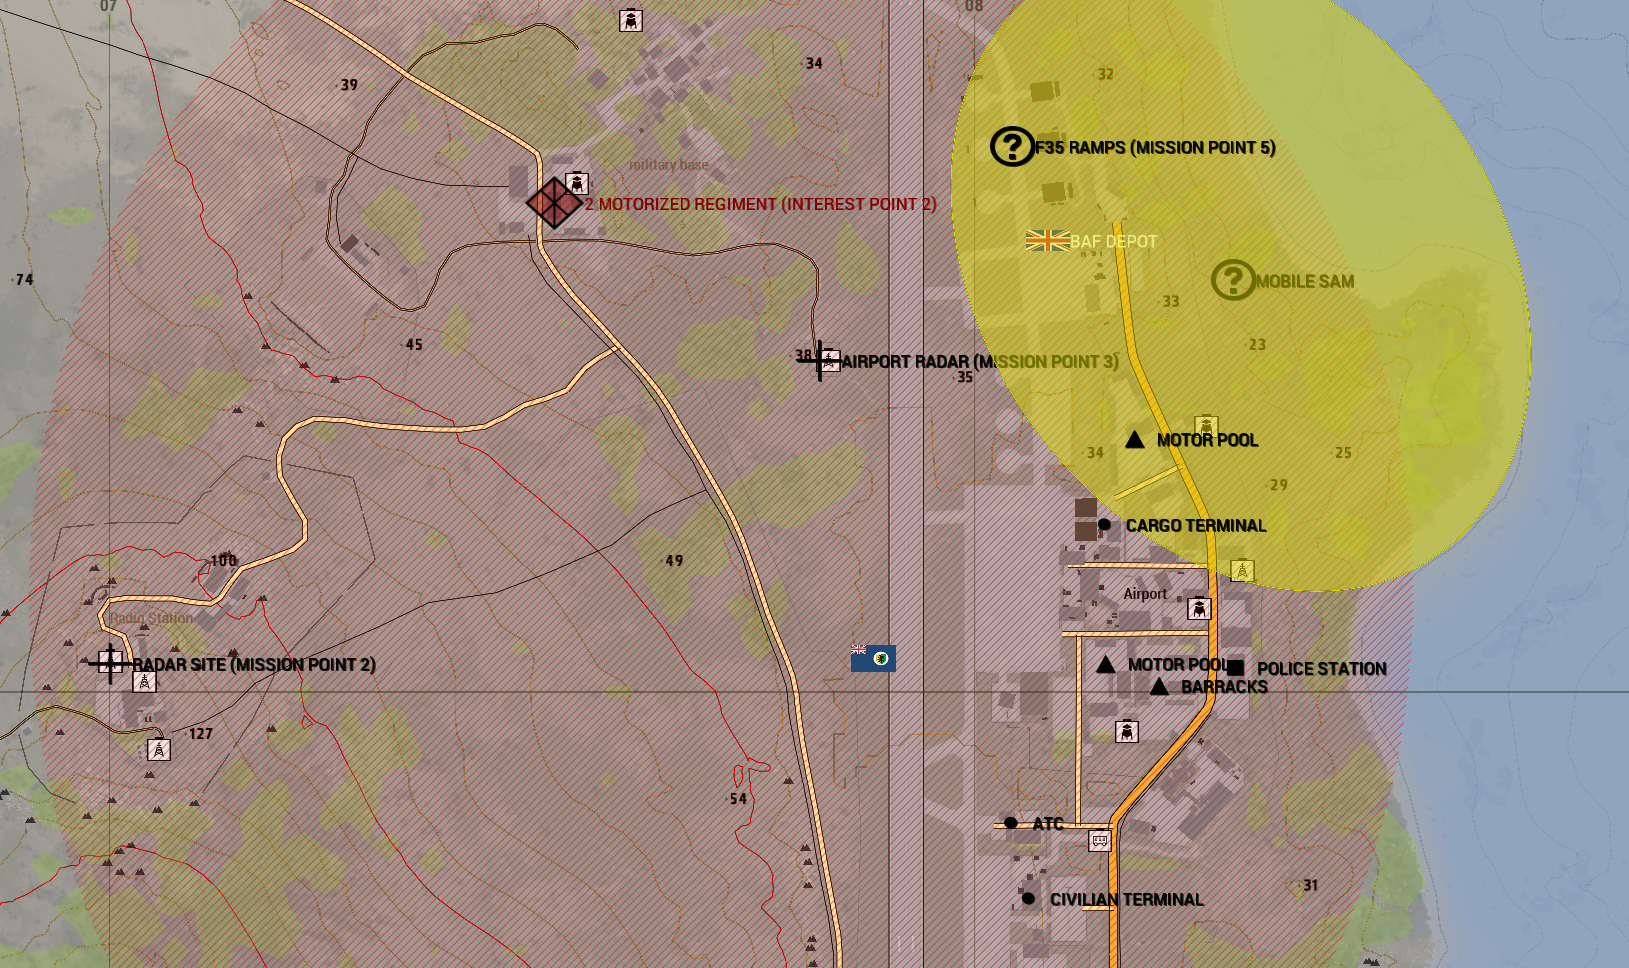 07
08
34
32
39
F35 RAMPS (MISSION POINT 5)
military base
2 MOTORIZED REGIMENT (INTEREST POINT 2)
BAF DEPOT
74
MOBILE SAM
33
45
23
38
AIRPORT RADAR (MISSION POINT 3)
35
MOTOR POOL
34
25
29
CARGO TERMINAL
100
49
Airport
Radio Station
RADAR SITE (MISSION POINT 2)
MOTOR POOL
POLICE STATION
BARRACKS
127
54
ATC
31
CIVILIAN TERMINAL